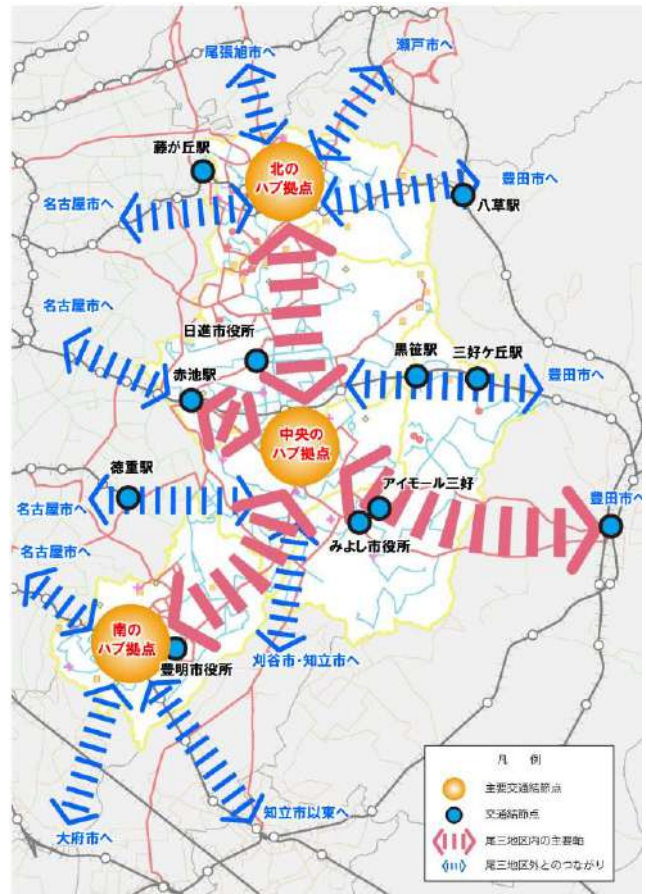 尾張旭市へ
瀬戸市へ
藤が丘駅
北の
ハブ拠点
豊田市へ
名古屋市へ
八草駅
名古屋市へ
日進市役所
黒笹駅
三好ケ丘駅
赤池駅
豊田市へ
中央の
ハブ拠点
徳重駅
アイモール三好
豊田市へ
名古屋市へ
みよし市役所
名古屋市へ
南の
ハブ拠点
豊明市役所
刈谷市・知立市へ
大府市へ
知立市以東へ
凡 例
主要交通結節点
交通結節点
尾三地区内の主要軸
尾三地区外とのつながり